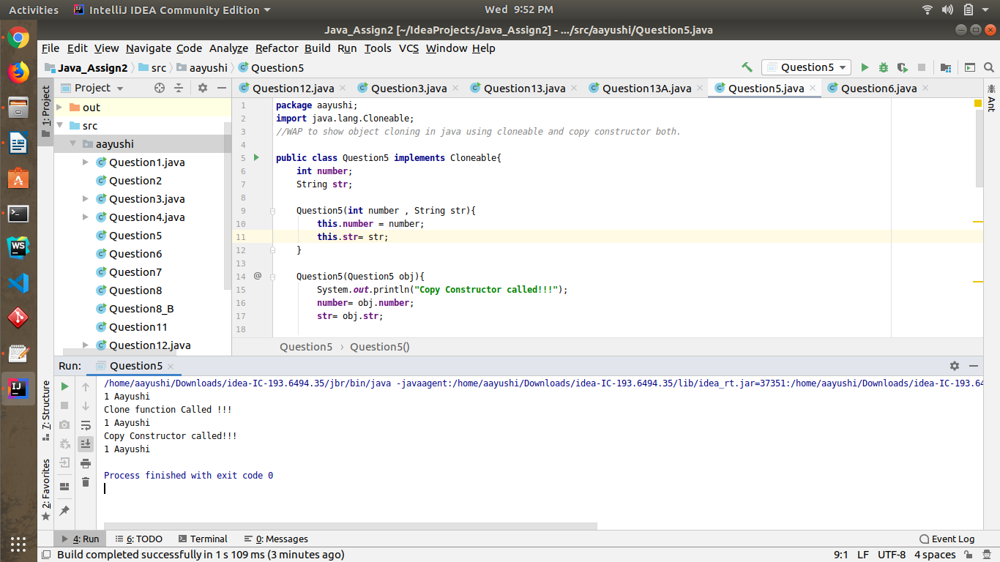 Activities IntelliJ IDEA Community Edition Wed 9:52 PM
Java_Assign2 [~/IdeaProjects/Java_Assign2] - .../src/aayushi/Question5.java
File Edit View Navigate Code Analyze Refactor Build Run Tools VCS Window Help
Java_Assign2 src aayushi Question5 Question5
1: Project
Project
Question12.java Question3.java Question13.java Question13A.java Question5.java Question6.java
Ant
out
src
aayushi
Question1.java
Question2
Question3.java
Question4.java
Question5
Question6
Question7
Question8
Question8_B
Question11
Question12.java
1 package aayushi;
2 import java.lang.Cloneable;
3 //WAP to show object cloning in java using cloneable and copy constructor both.
4
5 public class Question5 implements Cloneable{
6 int number;
7 String str;
8
9 Question5(int number , String str){
10 this.number = number;
11 this.str= str;
12 }
13
14 @ Question5(Question5 obj){
15 System.out.println("Copy Constructor called!!!");
16 number= obj.number;
17 str= obj.str;
18
Question5 › Question5()
Run: Question5
7: Structure
2: Favorites
/home/aayushi/Downloads/idea-IC-193.6494.35/jbr/bin/java -javaagent:/home/aayushi/Downloads/idea-IC-193.6494.35/lib/idea_rt.jar=37351:/home/aayushi/Downloads/idea-IC-193.64
1 Aayushi
Clone function Called !!!
1 Aayushi
Copy Constructor called!!!
1 Aayushi
Process finished with exit code 0
4: Run 6: TODO Terminal 0: Messages Event Log
Build completed successfully in 1 s 109 ms (3 minutes ago) 9:1 LF UTF-8 4 spaces